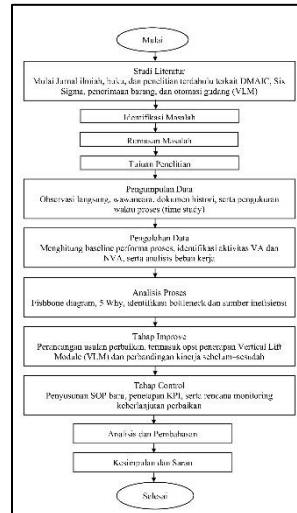 Mulai
Studi Literatur
Mulai Jurnal ilmiah, buku, dan penelitian terdahulu terkait DMAIC, Six
Sigma, penerimaan barang, dan otomasi gudang (VLM)
Identifikasi Masalah
Rumusan Masalah
Tujuan Penelitian
Pengumpulan Data
Observasi langsung, wawancara, dokumen histori, serta pengukuran
waktu proses (time study)
Pengolahan Data
Menghitung baseline performa proses, identifikasi aktivitas VA dan
NVA, serta analisis beban kerja
Analisis Proses
Fishbone diagram, 5 Why, identifikasi bottleneck dan sumber inefisiensi
Tahap Improve
Perancangan usulan perbaikan, termasuk opsi penerapan Vertical Lift
Module (VLM) dan perbandingan kinerja sebelum–sesudah
Tahap Control
Penyusunan SOP baru, penerapan KPI, serta rencana monitoring
keberlanjutan perbaikan
Analisis dan Pembahasan
Kesimpulan dan Saran
Selesai